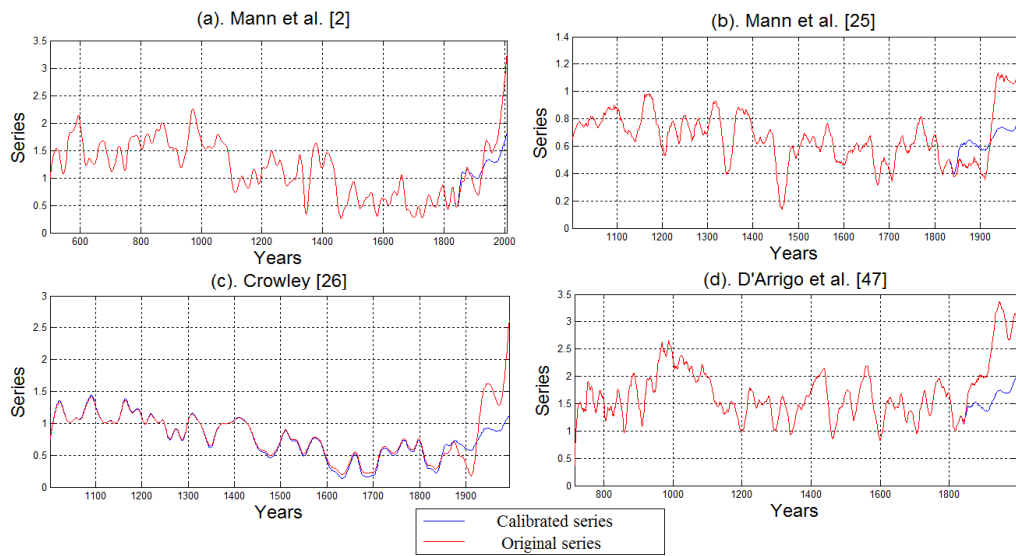 (a). Mann et al. [2]
3.5
3
2.5
2
1.5
1
0.5
0
Series
600 800 1000 1200 1400 1600 1800 2000
Years
(b). Mann et al. [25]
1.4
1.2
1
0.8
0.6
0.4
0.2
0
Series
1100 1200 1300 1400 1500 1600 1700 1800 1900
Years
(c). Crowley [26]
3
2.5
2
1.5
1
0.5
0
Series
1100 1200 1300 1400 1500 1600 1700 1800 1900
Years
(d). D'Arrigo et al. [47]
3.5
3
2.5
2
1.5
1
0.5
0
Series
800 1000 1200 1400 1600 1800
Years
Calibrated series
Original series